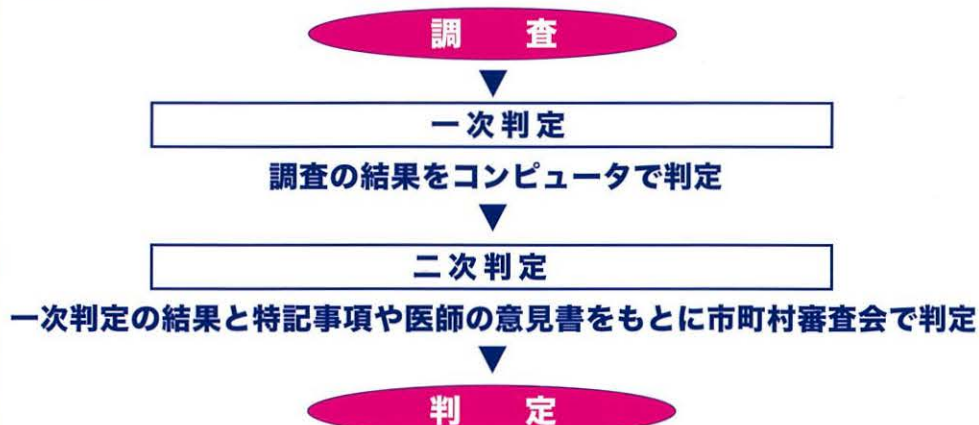 調　査
一次判定
調査の結果をコンピュータで判定
二次判定
一次判定の結果と特記事項や医師の意見書をもとに市町村審査会で判定
判　定